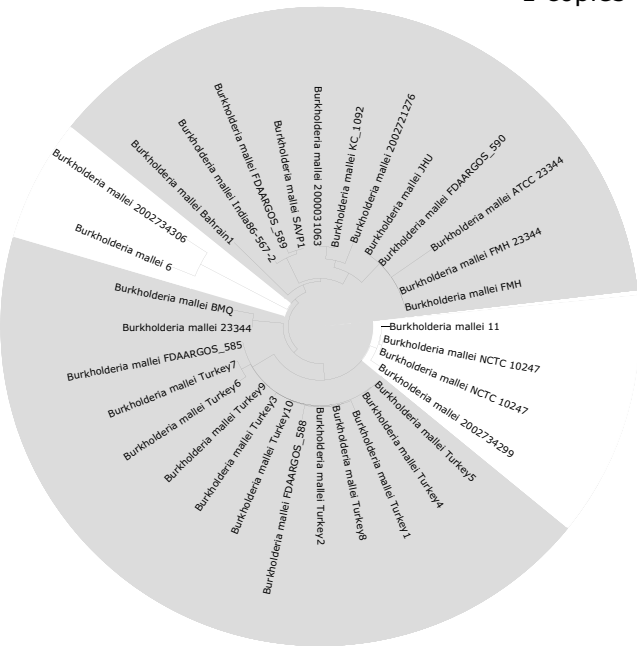 copies
Burkholderia mallei 2002734306
Burkholderia mallei 6
Burkholderia mallei Bahrain1
Burkholderia mallei India86-567-2
Burkholderia mallei FDAARGOS_589
Burkholderia mallei SAVP1
Burkholderia mallei 2000031063
Burkholderia mallei KC_1092
Burkholderia mallei 2002721276
Burkholderia mallei JHU
Burkholderia mallei FDAARGOS_590
Burkholderia mallei ATCC 23344
Burkholderia mallei FMH 23344
Burkholderia mallei FMH
Burkholderia mallei 11
Burkholderia mallei NCTC 10247
Burkholderia mallei NCTC 10247
Burkholderia mallei 2002734299
Burkholderia mallei Turkey5
Burkholderia mallei Turkey4
Burkholderia mallei Turkey1
Burkholderia mallei Turkey8
Burkholderia mallei Turkey2
Burkholderia mallei FDAARGOS_588
Burkholderia mallei Turkey10
Burkholderia mallei Turkey3
Burkholderia mallei Turkey9
Burkholderia mallei Turkey6
Burkholderia mallei Turkey7
Burkholderia mallei FDAARGOS_585
Burkholderia mallei 23344
Burkholderia mallei BMQ